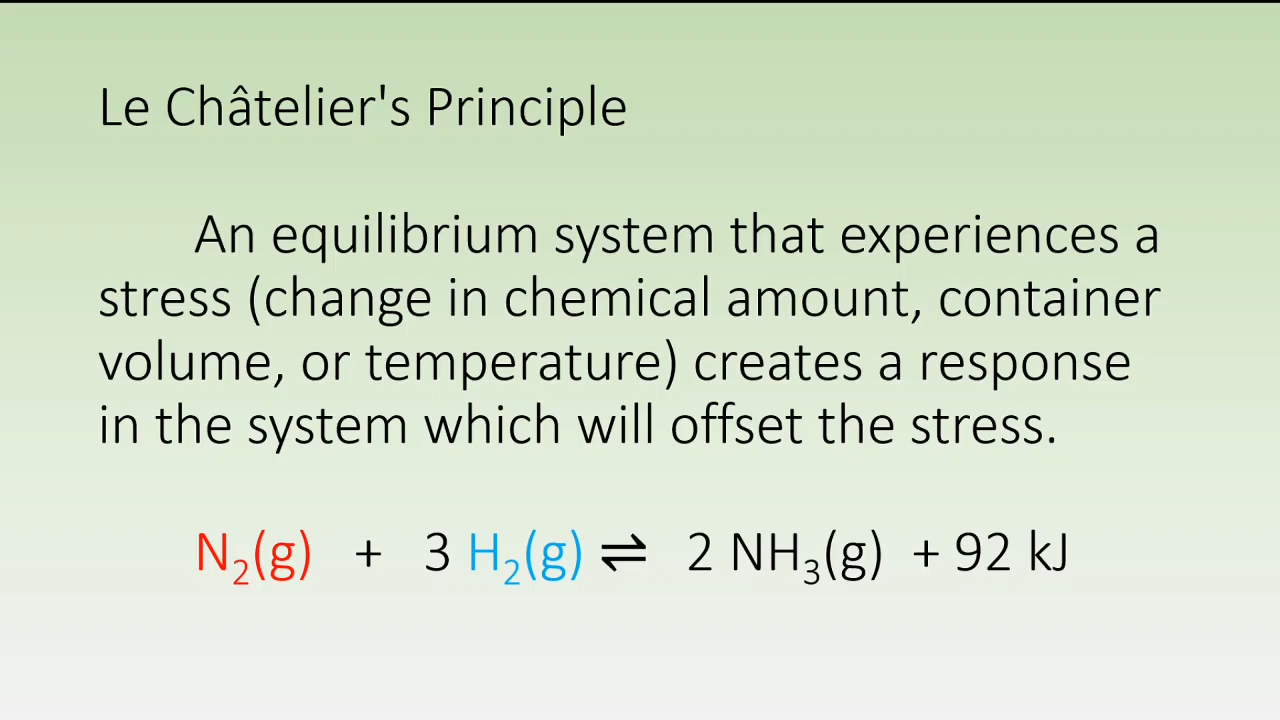 Le Châtelier's Principle
An equilibrium system that experiences a
stress (change in chemical amount, container
volume, or temperature) creates a response
in the system which will offset the stress.
N₂(g) + 3 H₂(g) ⇌ 2 NH₃(g) + 92 kJ